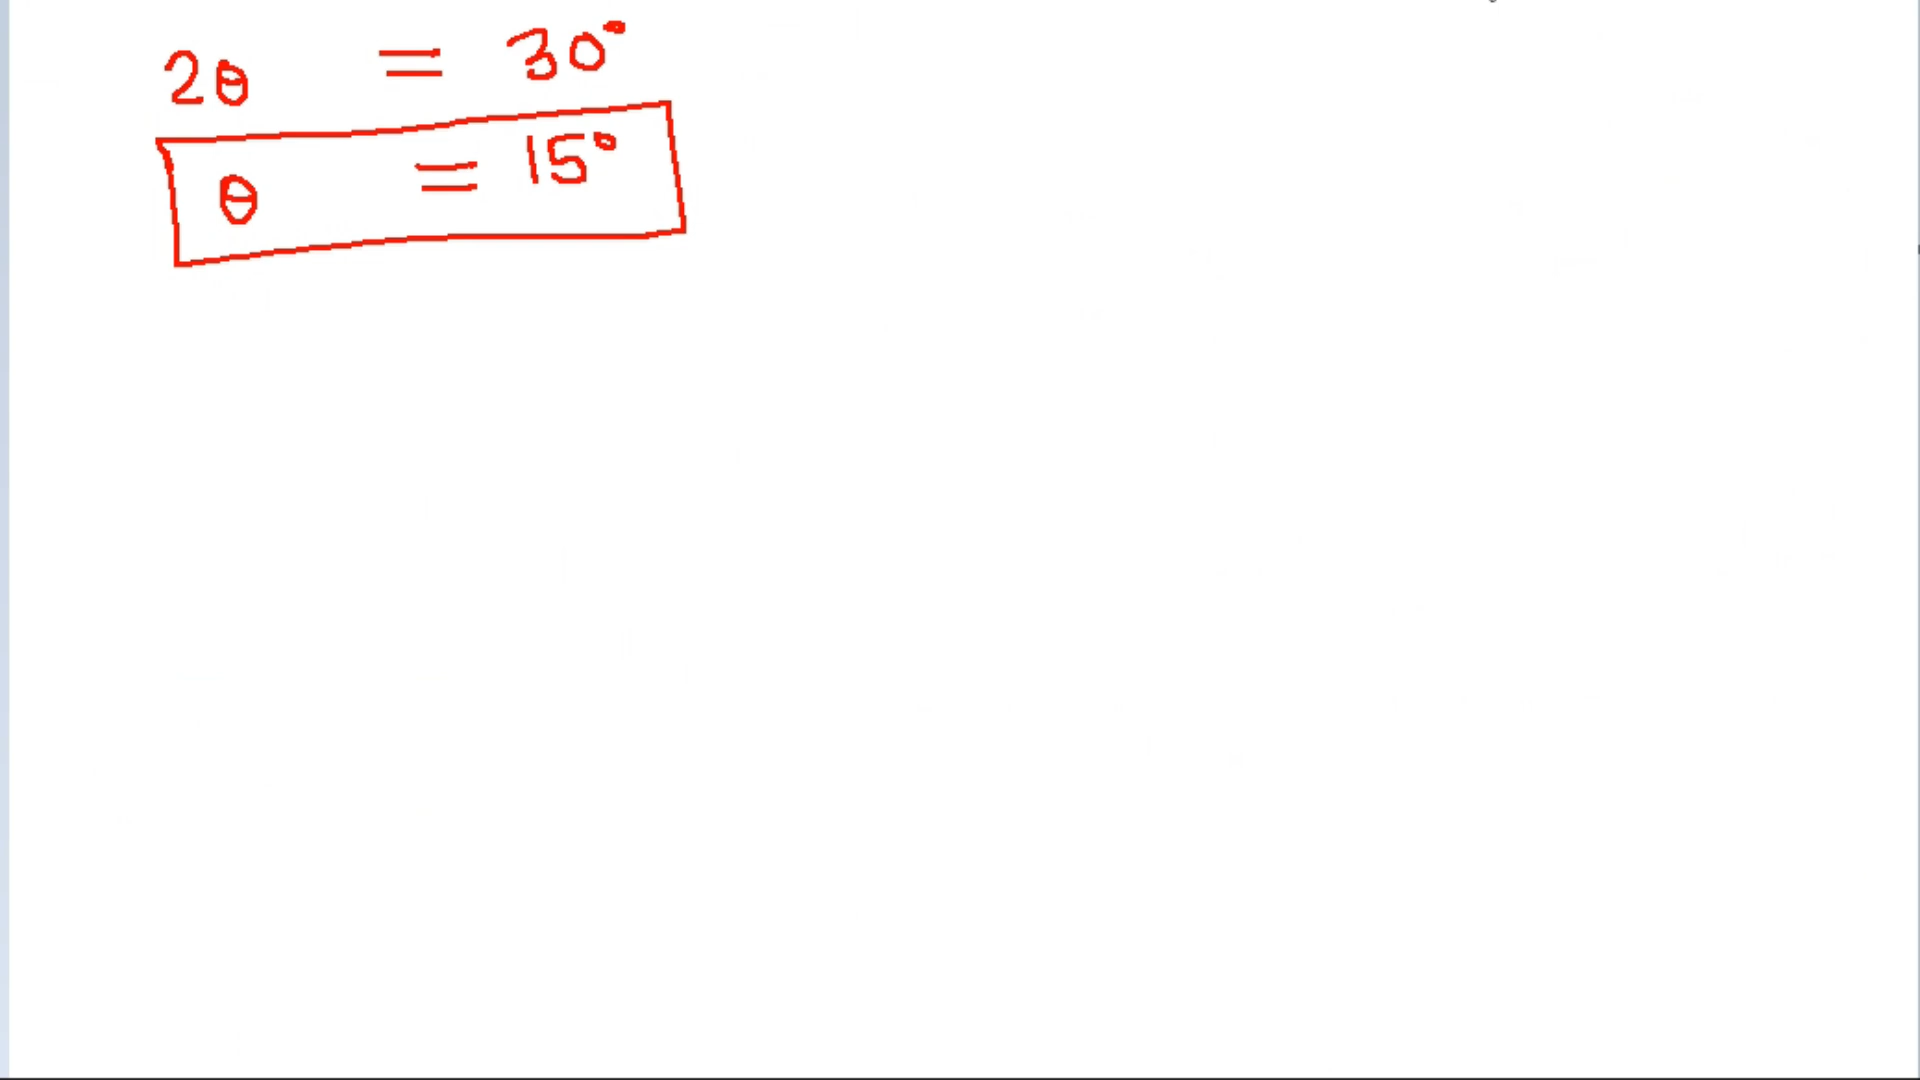 2θ = 30°
θ = 15°